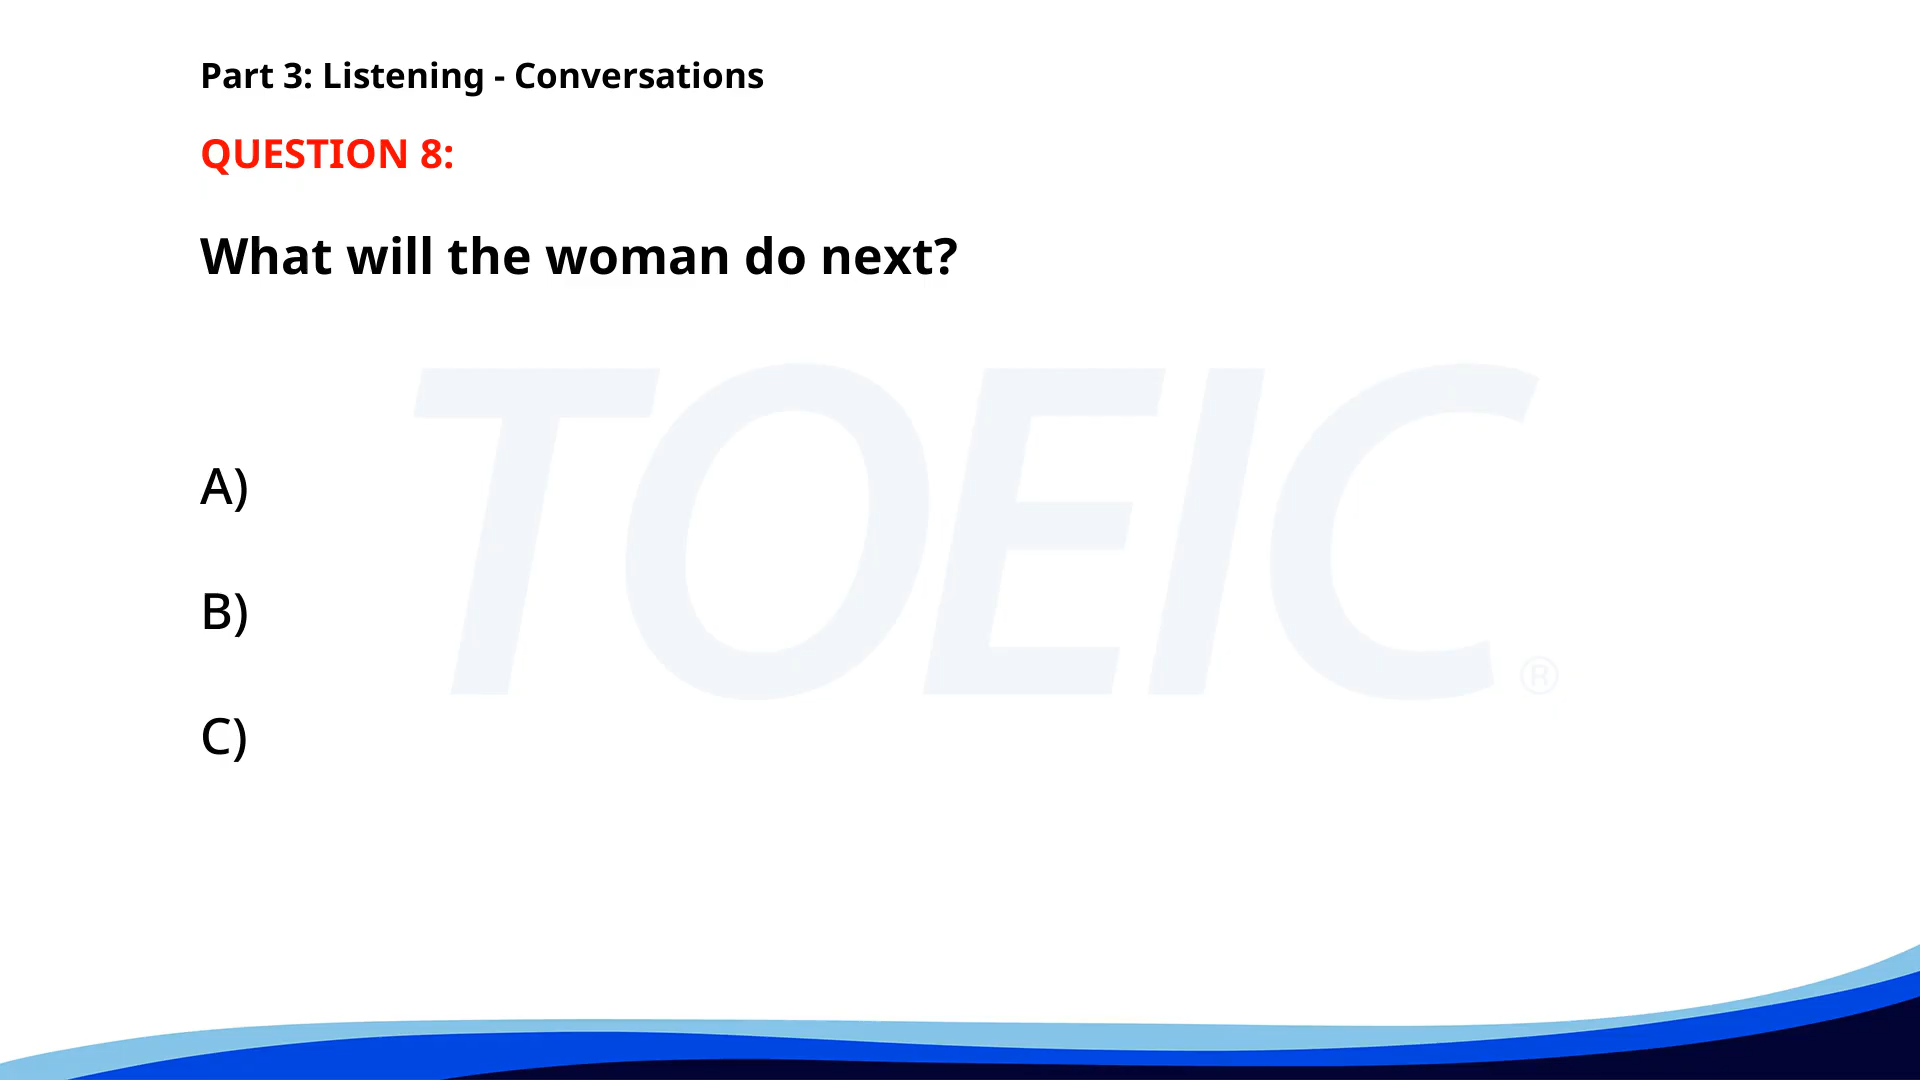 Part 3: Listening - Conversations
QUESTION 8:
What will the woman do next?
TOEIC®
A)
B)
C)